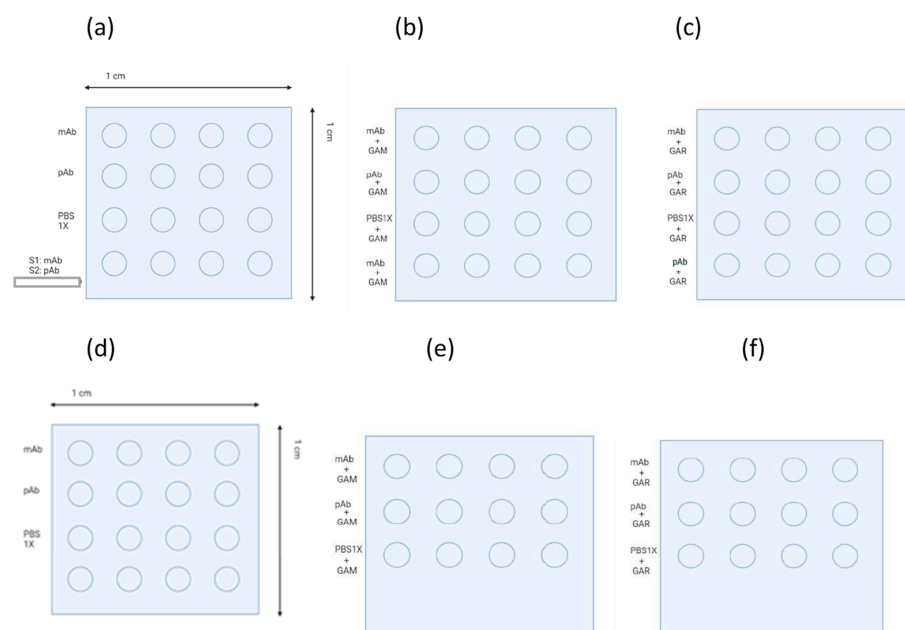 (a)
(b)
(c)
1 cm
1 cm
mAb
pAb
PBS
1X
S1: mAb
S2: pAb
mAb
+
GAM
pAb
+
GAM
PBS1X
+
GAM
mAb
+
GAM
mAb
+
GAR
pAb
+
GAR
PBS1X
+
GAR
pAb
+
GAR
(d)
(e)
(f)
1 cm
1 cm
mAb
pAb
PBS
1X
mAb
+
GAM
pAb
+
GAM
PBS1X
+
GAM
mAb
+
GAR
pAb
+
GAR
PBS1X
+
GAR